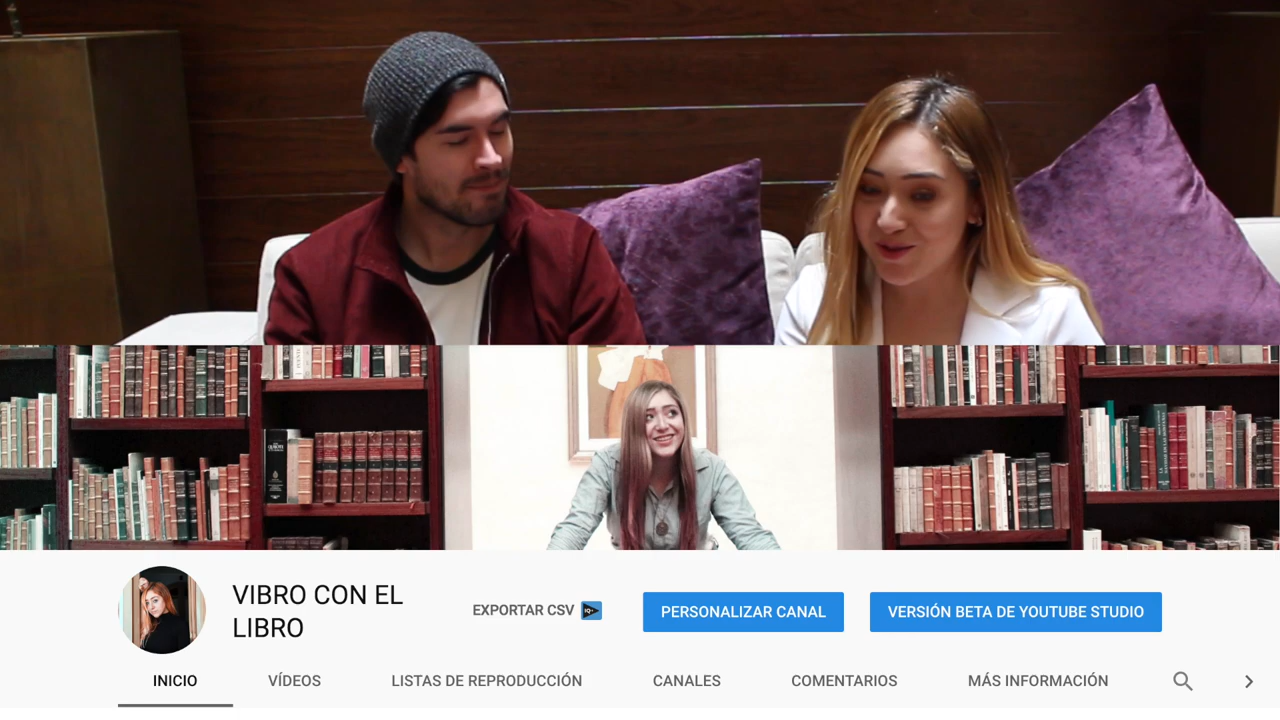 VIBRO CON EL
LIBRO
EXPORTAR CSV IQ
PERSONALIZAR CANAL
VERSIÓN BETA DE YOUTUBE STUDIO
INICIO
VÍDEOS
LISTAS DE REPRODUCCIÓN
CANALES
COMENTARIOS
MÁS INFORMACIÓN